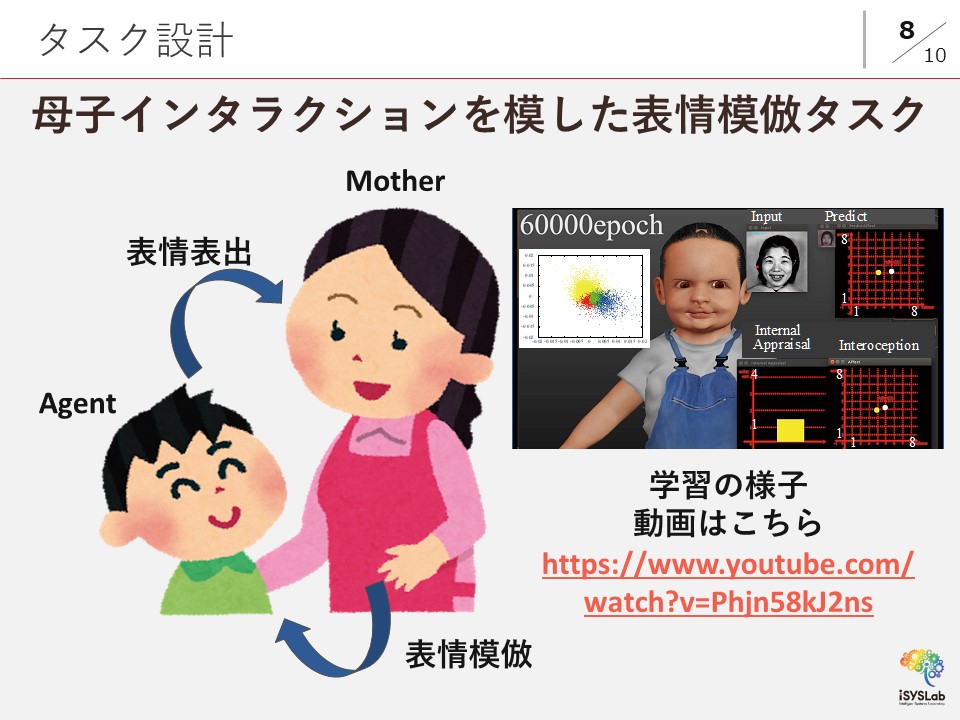 タスク設計
8
10
母子インタラクションを模した表情模倣タスク
Mother
表情表出
Agent
60000epoch
Input
Predict
8
1
1
8
Internal
Appraisal
Interoception
4
1
8
1
1
8
学習の様子
動画はこちら
https://www.youtube.com/
watch?v=Phjn58kJ2ns
表情模倣
iSYSLab
Intelligent Systems Laboratory